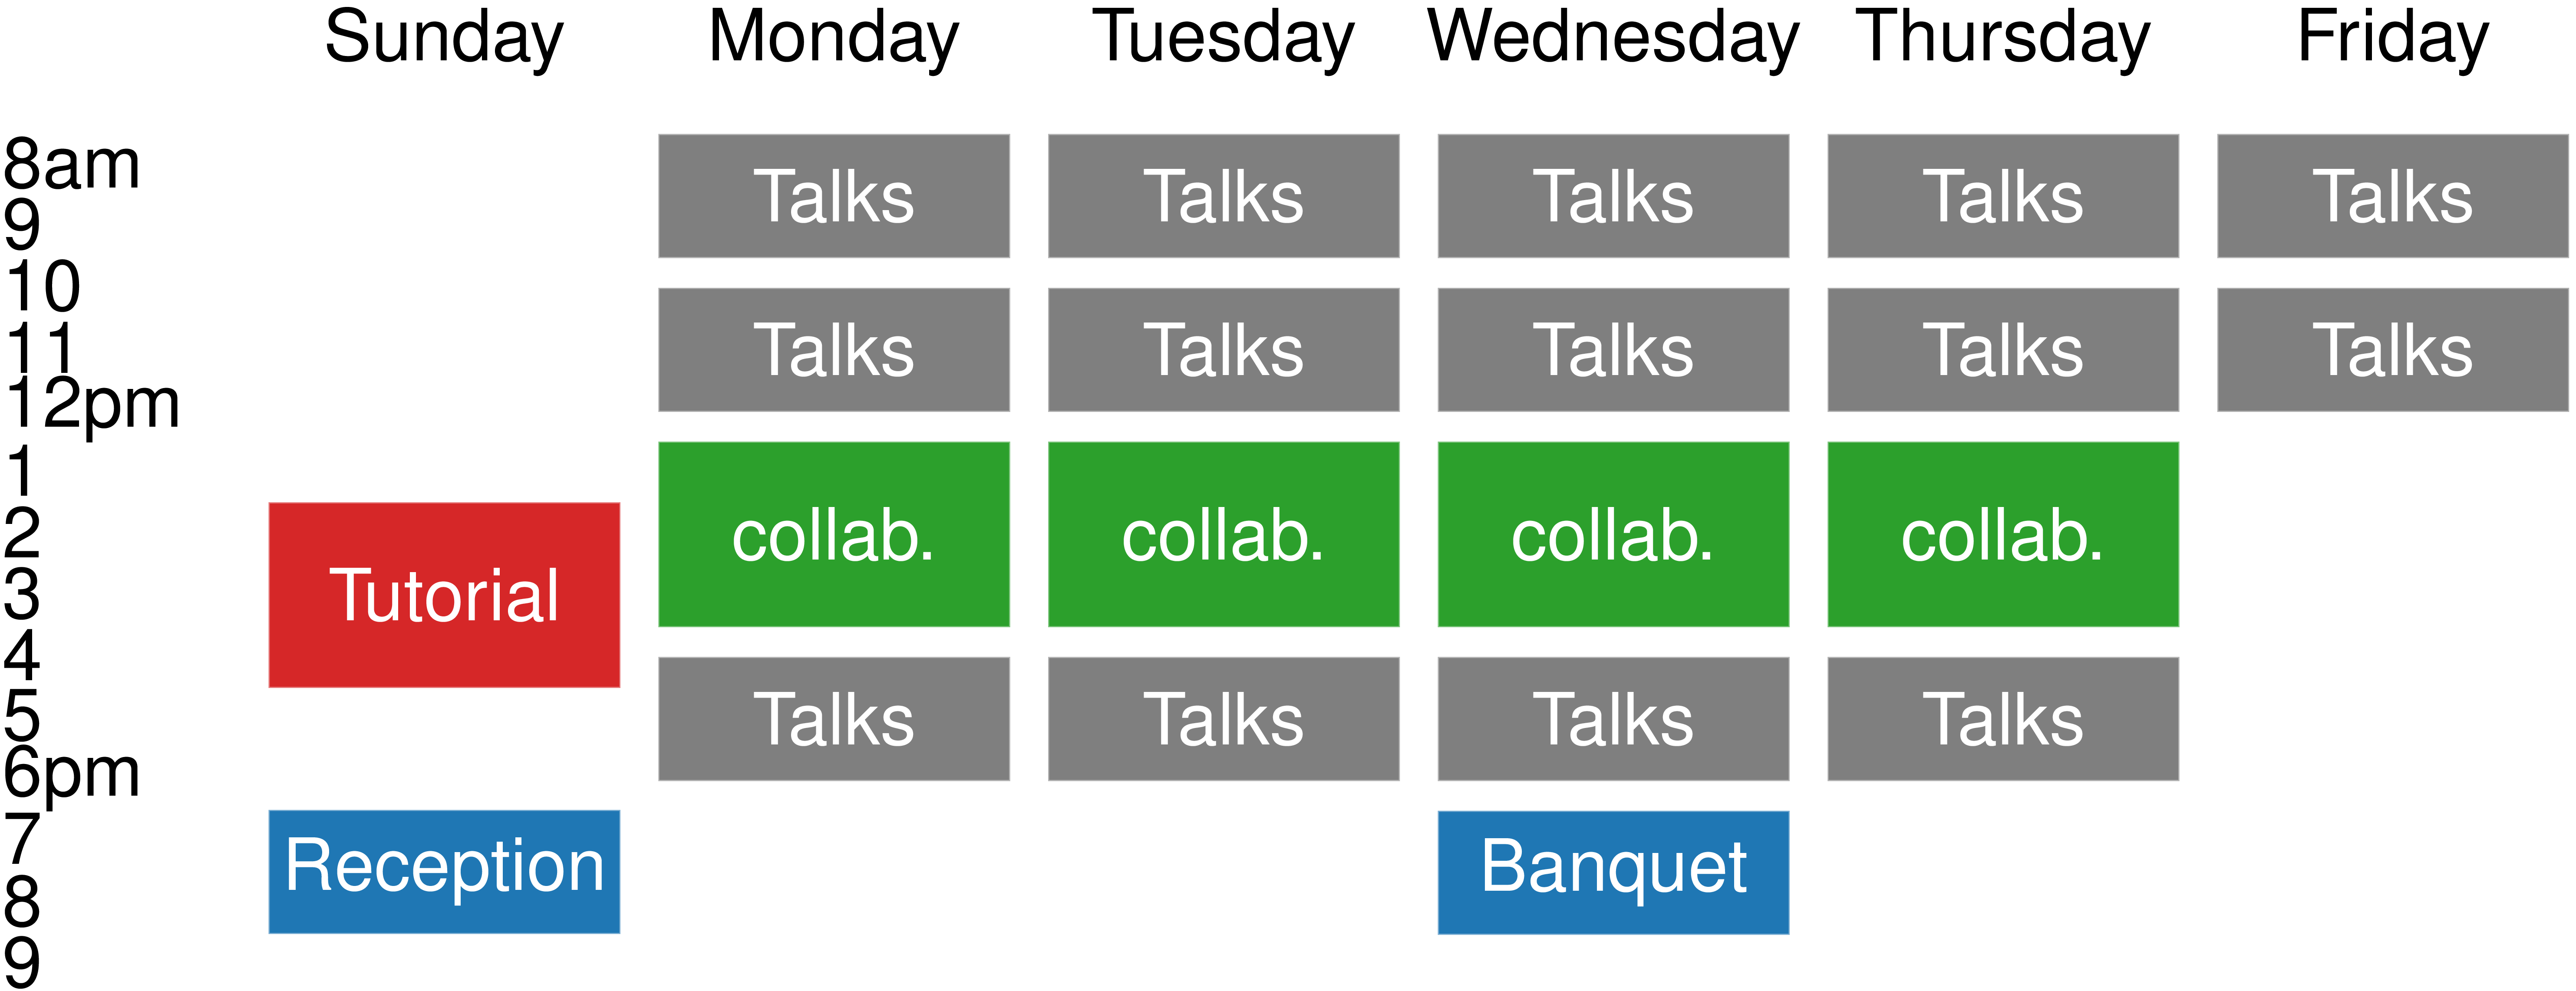 Sunday Monday Tuesday Wednesday Thursday Friday
8am
Talks Talks Talks Talks Talks
9
10
11
Talks Talks Talks Talks Talks
12pm
1
2
collab. collab. collab. collab.
3
Tutorial
4
5
Talks Talks Talks Talks
6pm
7
Reception Banquet
8
9